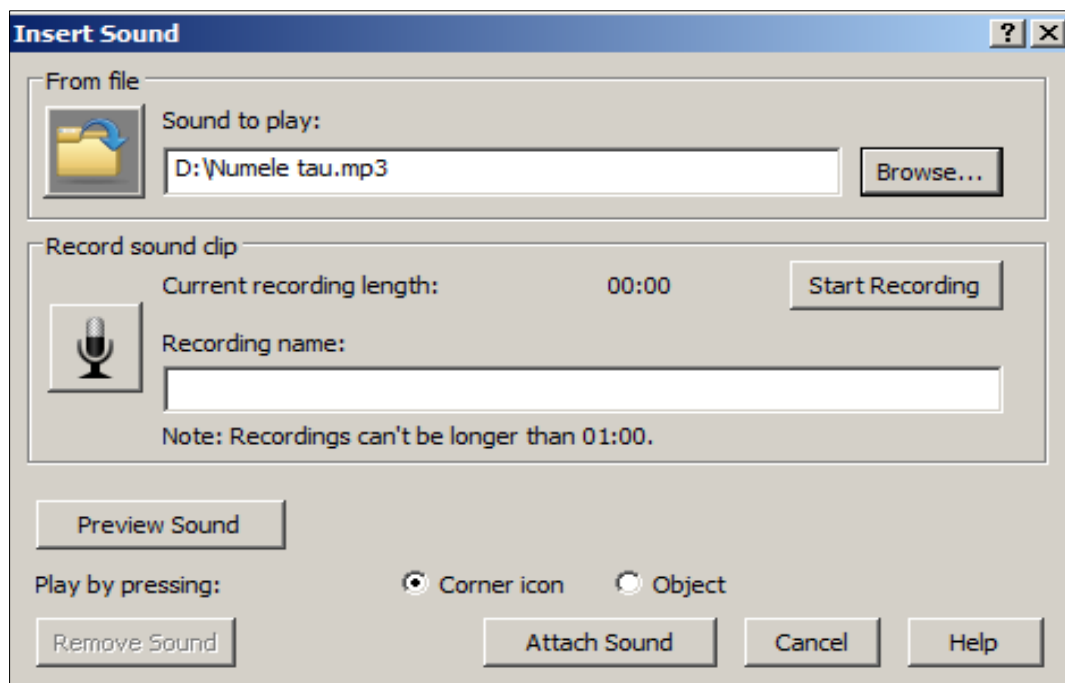 Insert Sound
From file
Sound to play:
D:\Numele tau.mp3
Browse...
Record sound clip
Current recording length: 00:00 Start Recording
Recording name:
Note: Recordings can't be longer than 01:00.
Preview Sound
Play by pressing: Corner icon Object
Remove Sound Attach Sound Cancel Help